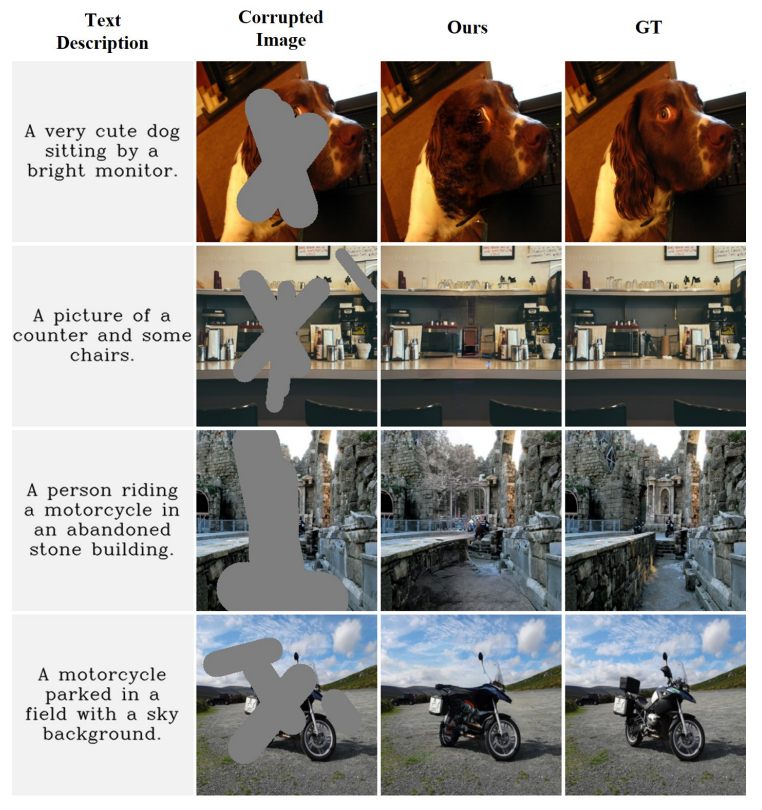 Text
Description
Corrupted
Image
Ours
GT
A very cute dog
sitting by a
bright monitor.
A picture of a
counter and some
chairs.
A person riding
a motorcycle in
an abandoned
stone building.
A motorcycle
parked in a
field with a sky
background.